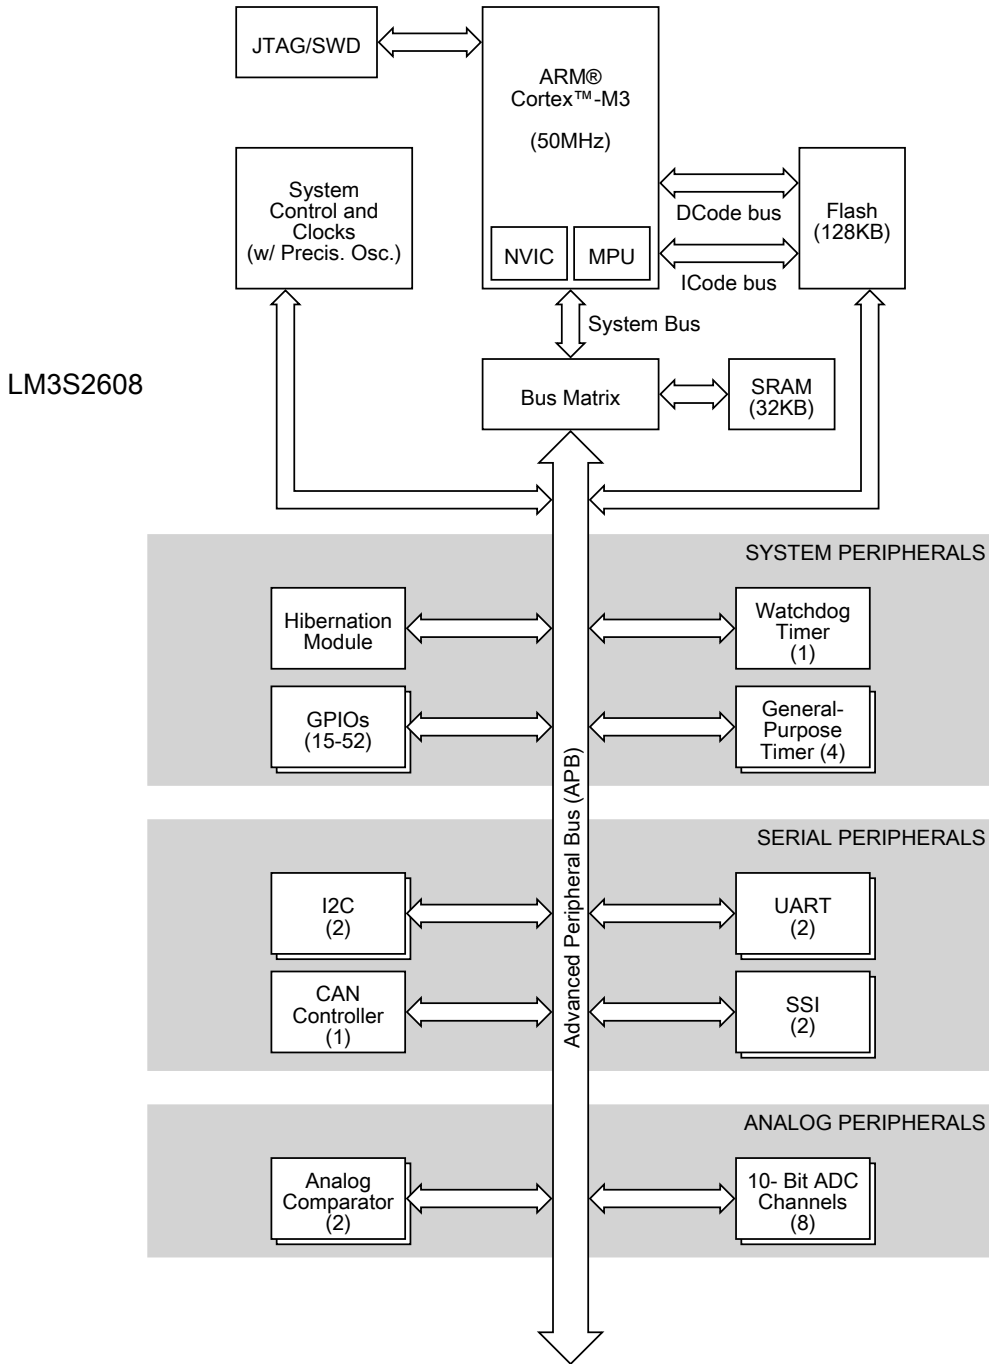 JTAG/SWD
ARM®
Cortex™-M3
(50MHz)
System
Control and
Clocks
(w/ Precis. Osc.)
NVIC
MPU
DCode bus
ICode bus
Flash
(128KB)
System Bus
LM3S2608
Bus Matrix
SRAM
(32KB)
SYSTEM PERIPHERALS
Hibernation
Module
Watchdog
Timer
(1)
GPIOs
(15-52)
General-
Purpose
Timer (4)
Advanced Peripheral Bus (APB)
SERIAL PERIPHERALS
I2C
(2)
UART
(2)
CAN
Controller
(1)
SSI
(2)
ANALOG PERIPHERALS
Analog
Comparator
(2)
10- Bit ADC
Channels
(8)